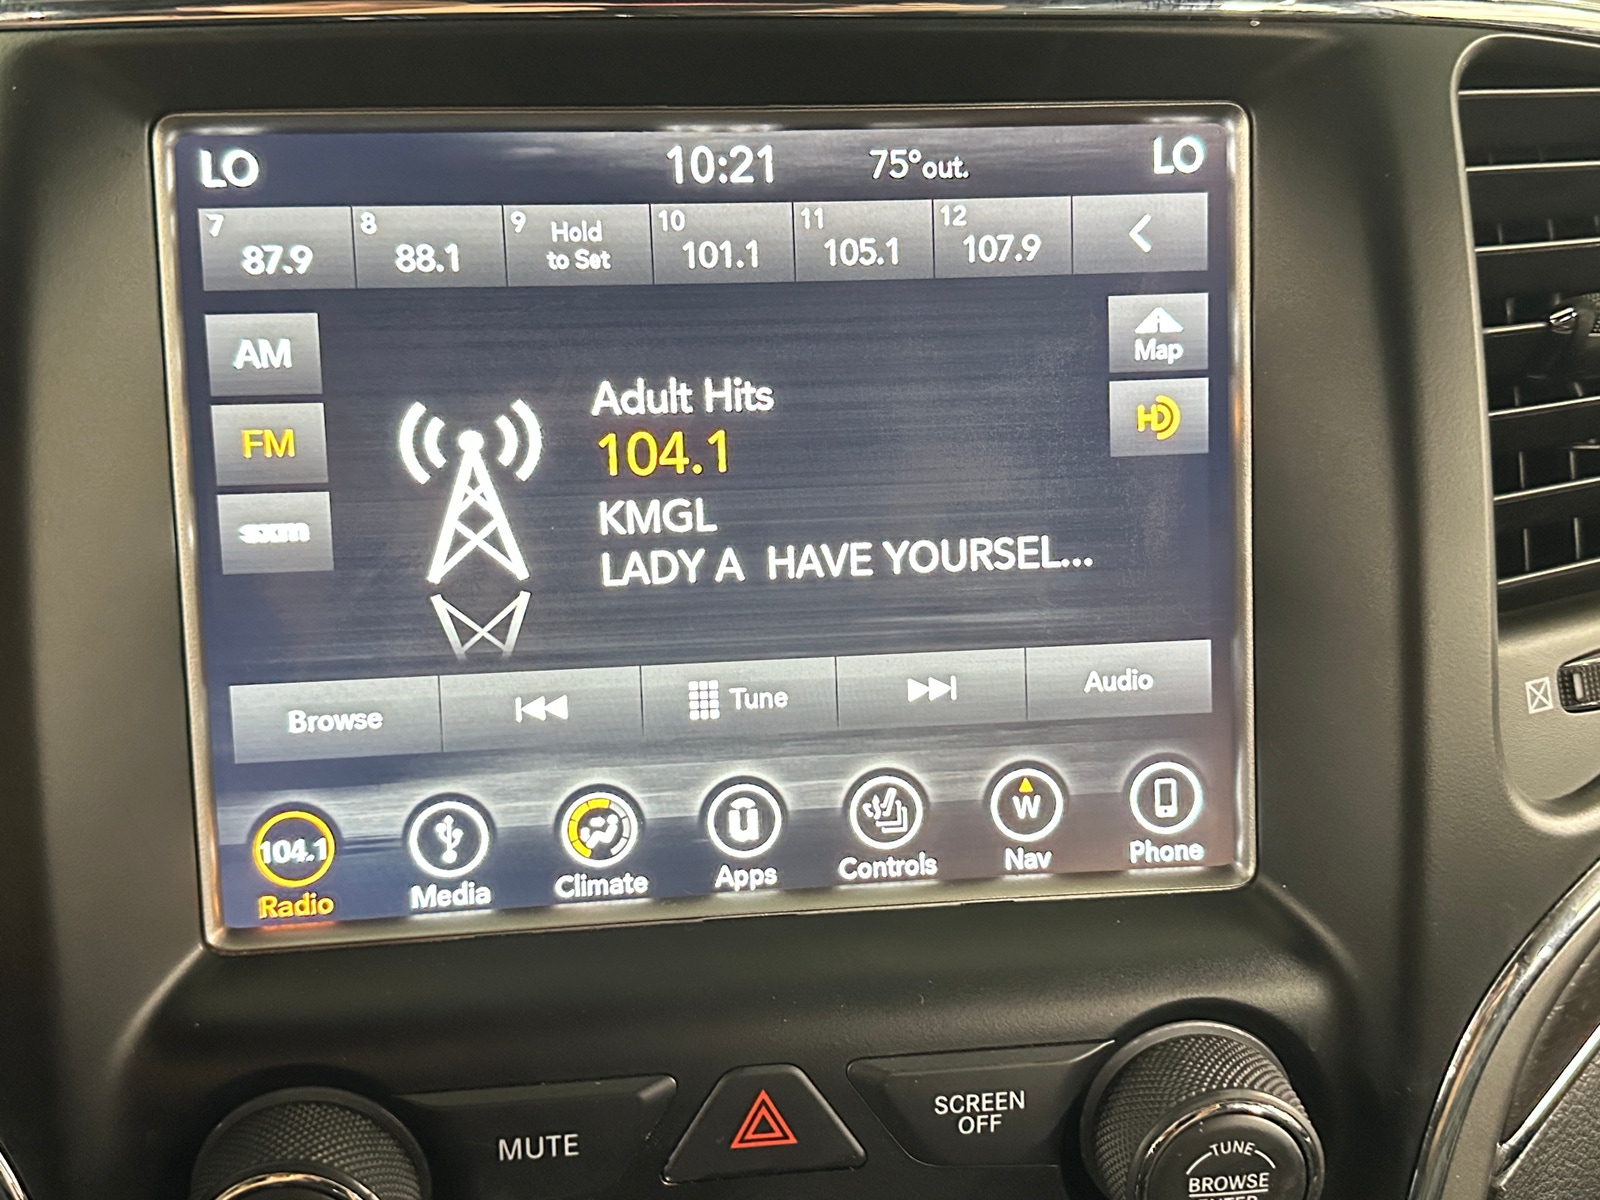 LO 10:21 75°out. LO
7 8 9 Hold 10 11 12
87.9 88.1 to Set 101.1 105.1 107.9
AM
Map
FM
HD
sxm
Adult Hits
104.1
KMGL
LADY A HAVE YOURSEL...
Browse Tune Audio
104.1 u W
Radio Media Climate Apps Controls Nav Phone
MUTE
SCREEN
OFF
TUNE
BROWSE